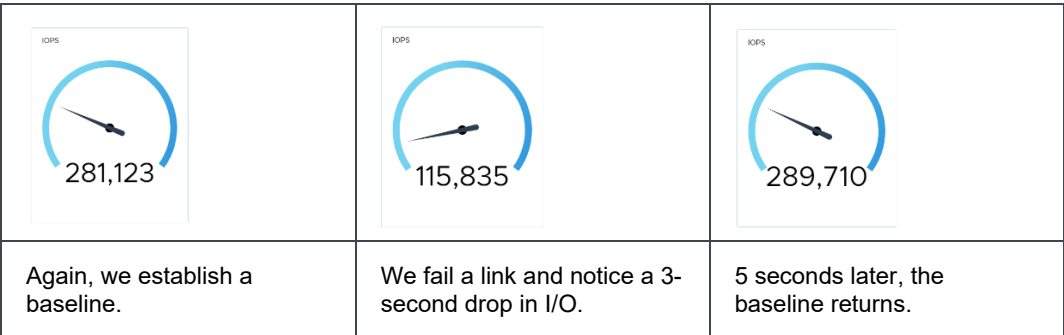 IOPS
281,123
IOPS
115,835
IOPS
289,710
Again, we establish a
baseline.
We fail a link and notice a 3-
second drop in I/O.
5 seconds later, the
baseline returns.